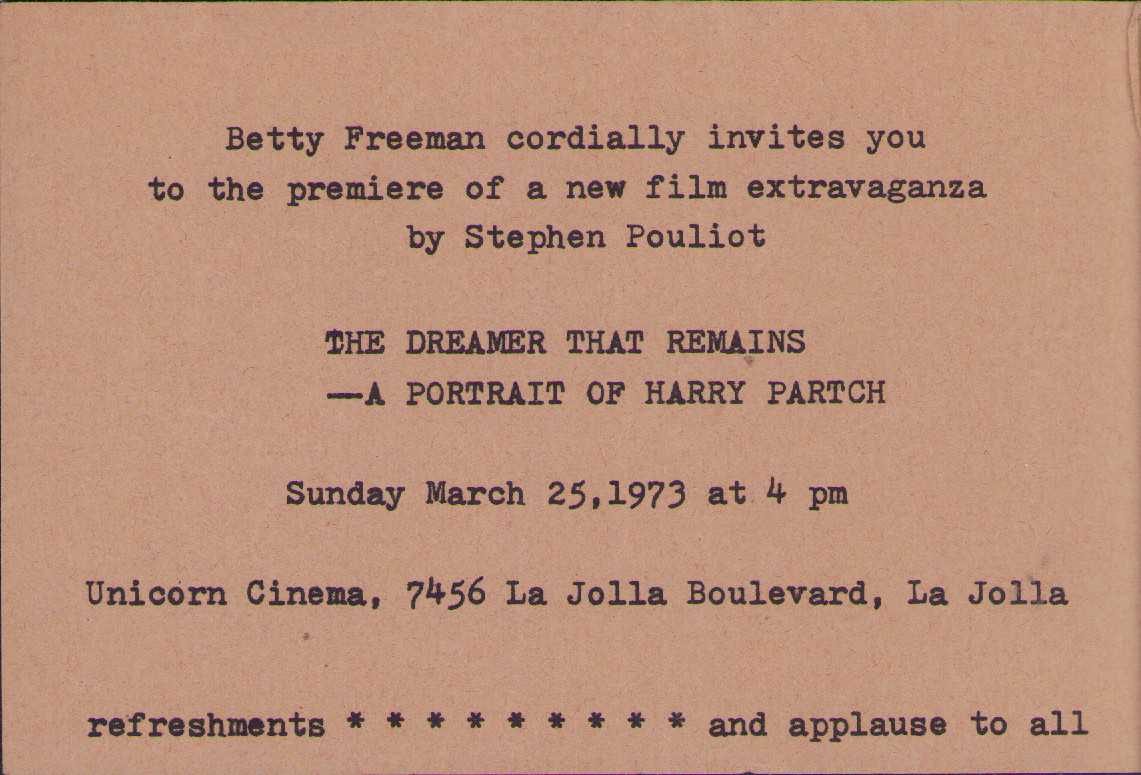 Betty Freeman cordially invites you
to the premiere of a new film extravaganza
by Stephen Pouliot
THE DREAMER THAT REMAINS
—A PORTRAIT OF HARRY PARTCH
Sunday March 25,1973 at 4 pm
Unicorn Cinema, 7456 La Jolla Boulevard, La Jolla
refreshments * * * * * * * * * and applause to all